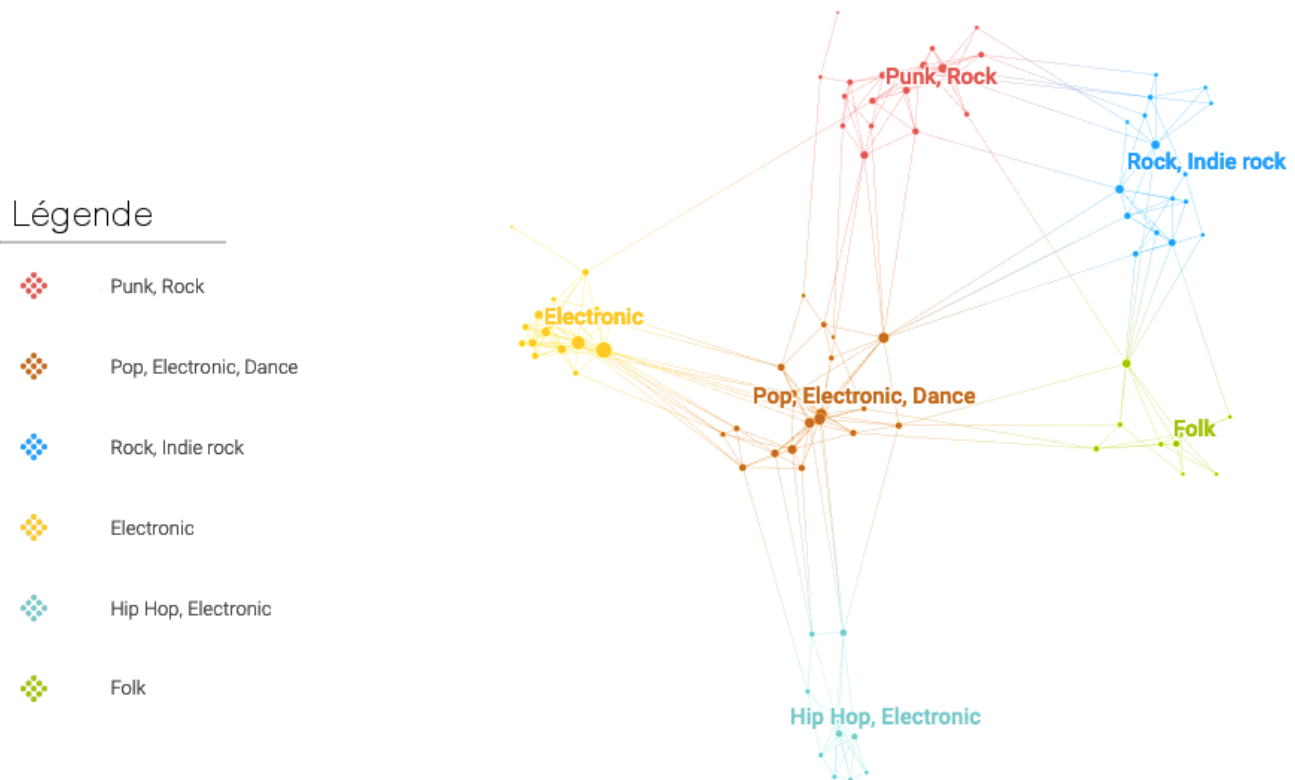 Légende
Punk, Rock
Pop, Electronic, Dance
Rock, Indie rock
Electronic
Hip Hop, Electronic
Folk
Punk, Rock
Rock, Indie rock
Electronic
Pop, Electronic, Dance
Folk
Hip Hop, Electronic